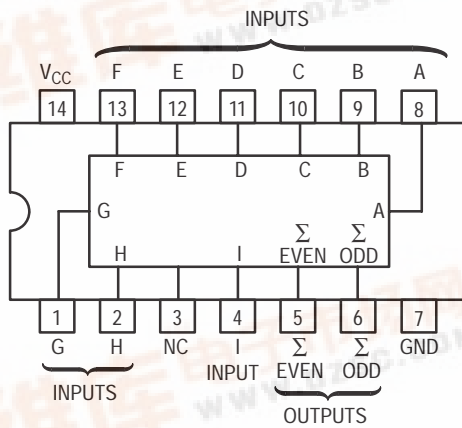 INPUTS
VCC F E D C B A
14 13 12 11 10 9 8
F E D C B
G A
H I Σ EVEN Σ ODD
1 2 3 4 5 6 7
G H NC I Σ EVEN Σ ODD GND
INPUTS INPUT OUTPUTS